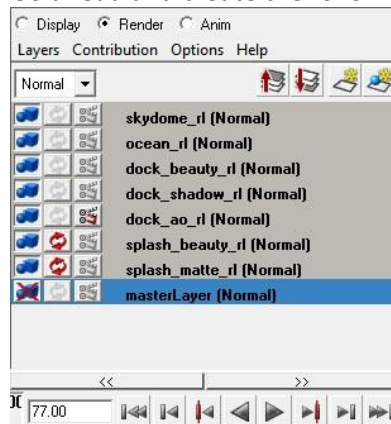 Display Render Anim
Layers Contribution Options Help
Normal
skydome_rl (Normal)
ocean_rl (Normal)
dock_beauty_rl (Normal)
dock_shadow_rl (Normal)
dock_ao_rl (Normal)
splash_beauty_rl (Normal)
splash_matte_rl (Normal)
masterLayer (Normal)
<< >>
77.00